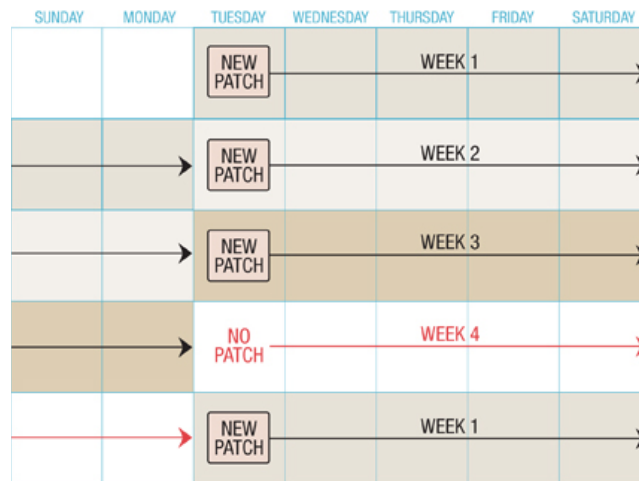 SUNDAY MONDAY TUESDAY WEDNESDAY THURSDAY FRIDAY SATURDAY
NEW
PATCH
WEEK 1
NEW
PATCH
WEEK 2
NEW
PATCH
WEEK 3
NO
PATCH
WEEK 4
NEW
PATCH
WEEK 1